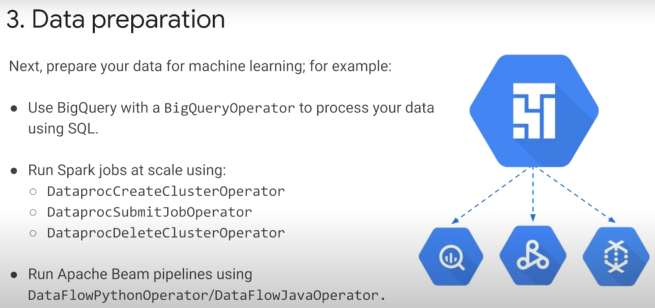 3. Data preparation
Next, prepare your data for machine learning; for example:
● Use BigQuery with a BigQueryOperator to process your data
using SQL.
● Run Spark jobs at scale using:
○ DataprocCreateClusterOperator
○ DataprocSubmitJobOperator
○ DataprocDeleteClusterOperator
● Run Apache Beam pipelines using
DataFlowPythonOperator/DataFlowJavaOperator.